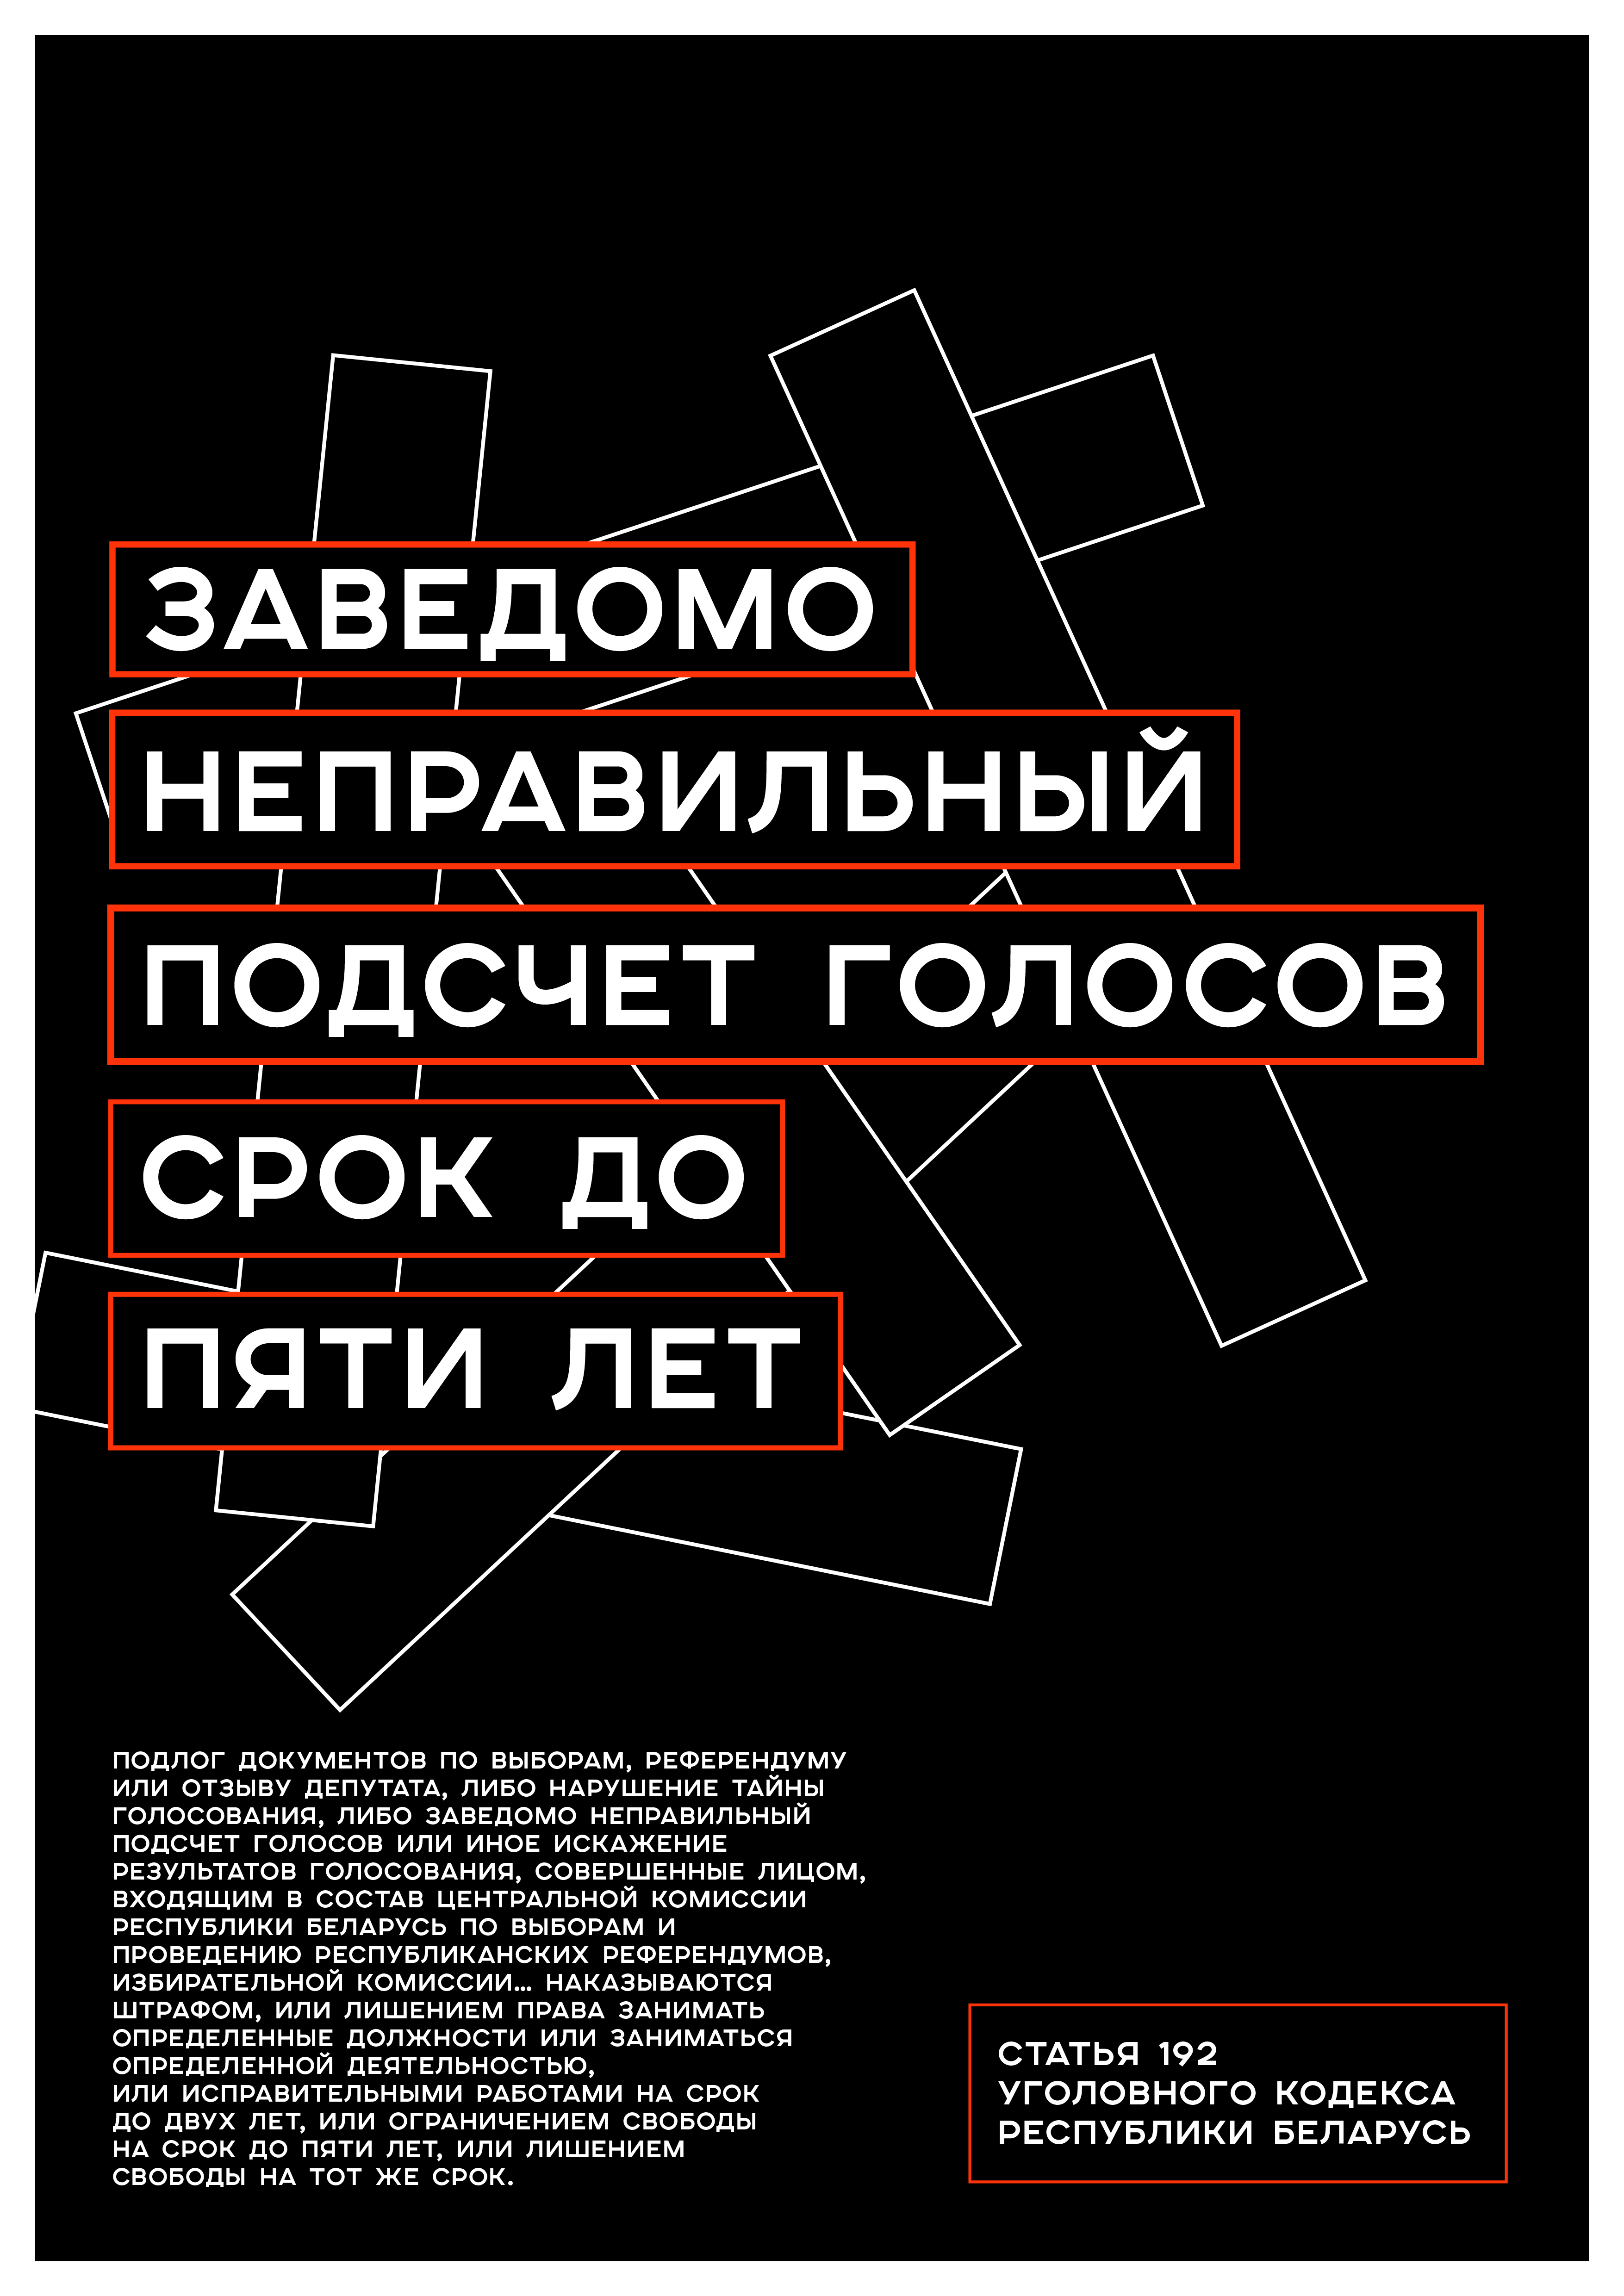 ЗАВЕДОМО
НЕПРАВИЛЬНЫЙ
ПОДСЧЕТ ГОЛОСОВ
СРОК ДО
ПЯТИ ЛЕТ
ПОДЛОГ ДОКУМЕНТОВ ПО ВЫБОРАМ, РЕФЕРЕНДУМУ
ИЛИ ОТЗЫВУ ДЕПУТАТА, ЛИБО НАРУШЕНИЕ ТАЙНЫ
ГОЛОСОВАНИЯ, ЛИБО ЗАВЕДОМО НЕПРАВИЛЬНЫЙ
ПОДСЧЕТ ГОЛОСОВ ИЛИ ИНОЕ ИСКАЖЕНИЕ
РЕЗУЛЬТАТОВ ГОЛОСОВАНИЯ, СОВЕРШЕННЫЕ ЛИЦОМ,
ВХОДЯЩИМ В СОСТАВ ЦЕНТРАЛЬНОЙ КОМИССИИ
РЕСПУБЛИКИ БЕЛАРУСЬ ПО ВЫБОРАМ И
ПРОВЕДЕНИЮ РЕСПУБЛИКАНСКИХ РЕФЕРЕНДУМОВ,
ИЗБИРАТЕЛЬНОЙ КОМИССИИ... НАКАЗЫВАЮТСЯ
ШТРАФОМ, ИЛИ ЛИШЕНИЕМ ПРАВА ЗАНИМАТЬ
ОПРЕДЕЛЕННЫЕ ДОЛЖНОСТИ ИЛИ ЗАНИМАТЬСЯ
ОПРЕДЕЛЕННОЙ ДЕЯТЕЛЬНОСТЬЮ,
ИЛИ ИСПРАВИТЕЛЬНЫМИ РАБОТАМИ НА СРОК
ДО ДВУХ ЛЕТ, ИЛИ ОГРАНИЧЕНИЕМ СВОБОДЫ
НА СРОК ДО ПЯТИ ЛЕТ, ИЛИ ЛИШЕНИЕМ
СВОБОДЫ НА ТОТ ЖЕ СРОК.
СТАТЬЯ 192
УГОЛОВНОГО КОДЕКСА
РЕСПУБЛИКИ БЕЛАРУСЬ